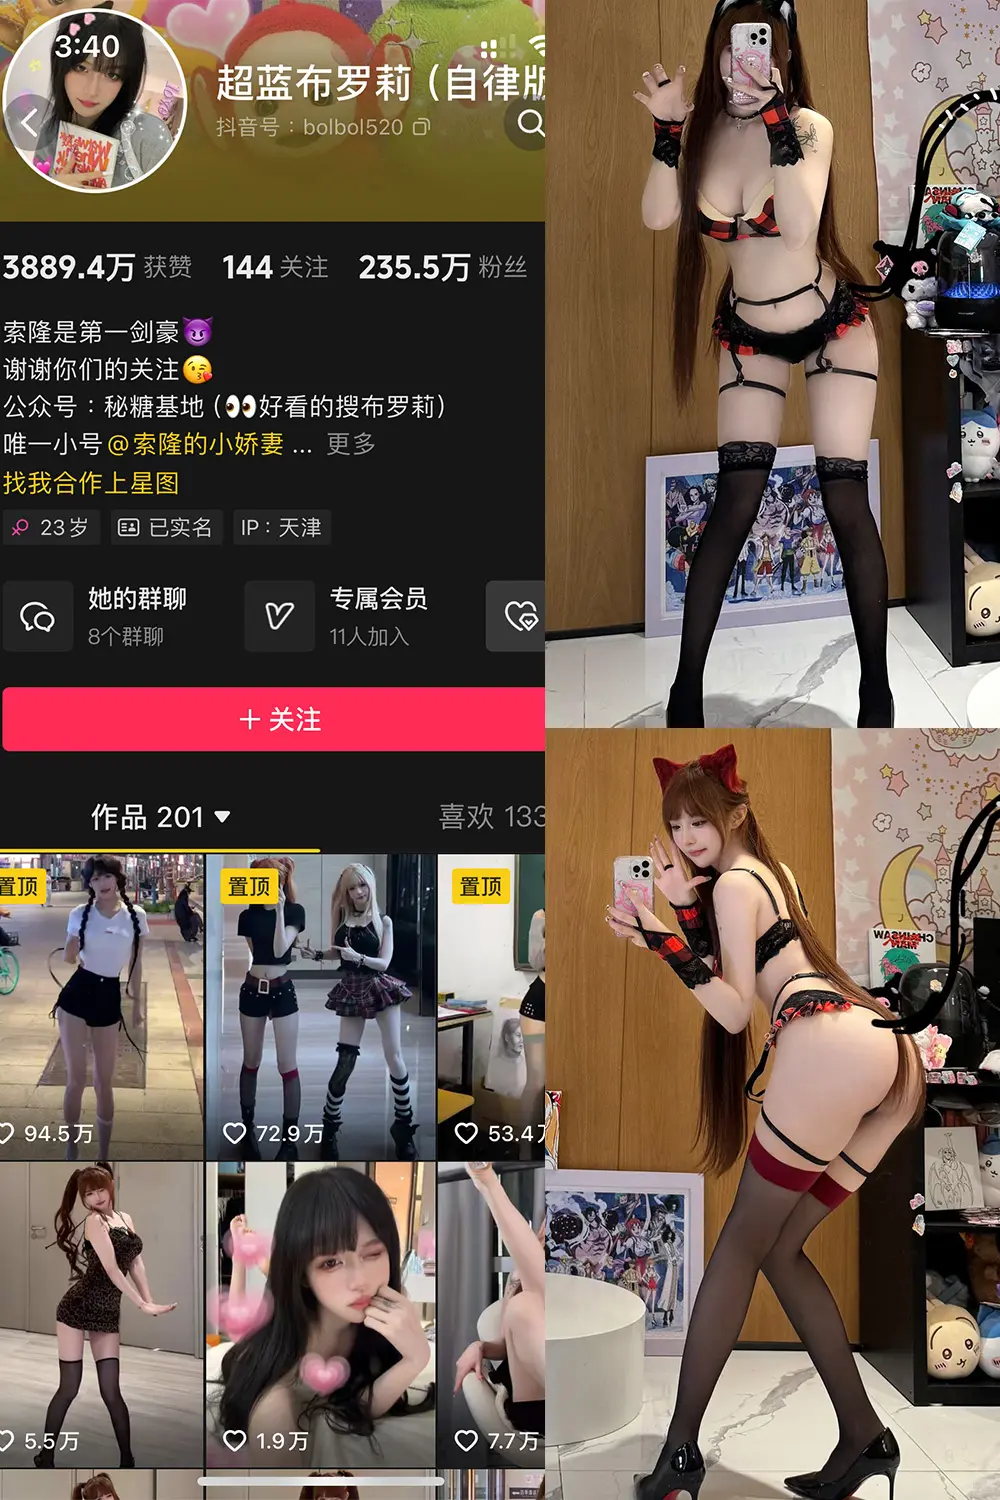 3:40
超蓝布罗莉（自律版
抖音号：bolbol520
3889.4万 获赞 144 关注 235.5万 粉丝
索隆是第一剑豪😈
谢谢你们的关注😘
公众号：秘糖基地（👀好看的搜布罗莉）
唯一小号@索隆的小娇妻 ... 更多
找我合作上星图
23岁 已实名 IP：天津
她的群聊
8个群聊
专属会员
11人加入
+ 关注
作品 201 喜欢 133
置顶 置顶 置顶
94.5万 72.9万 53.4万
5.5万 1.9万 7.7万
CHAINSAW
MAN